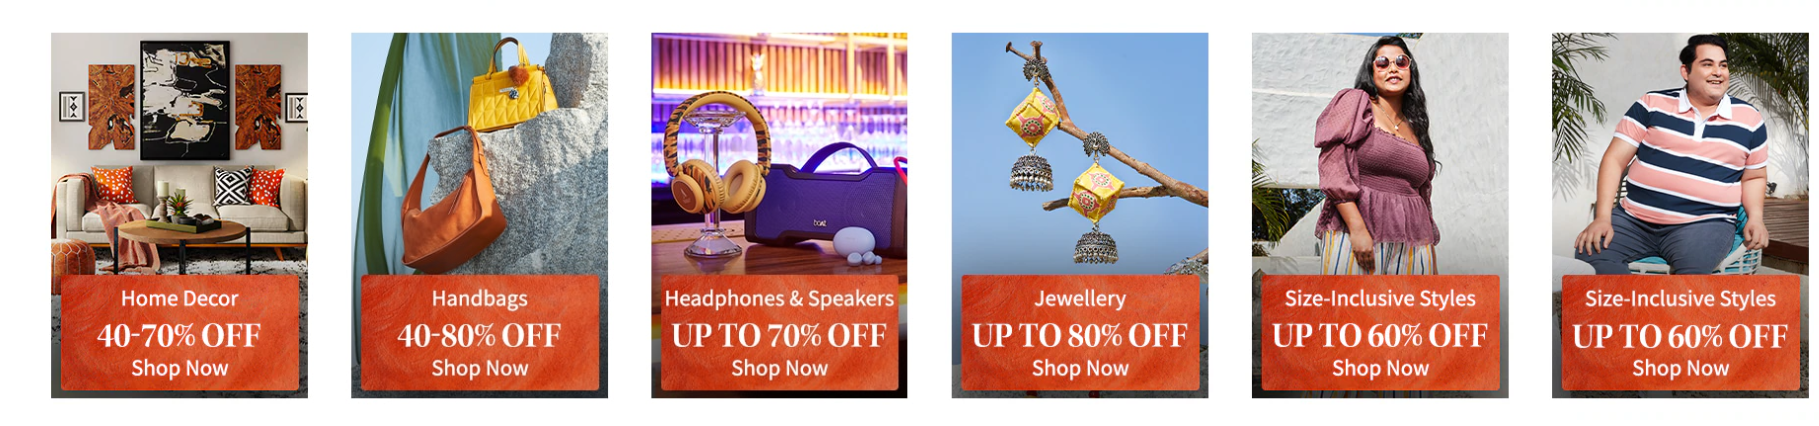 Home Decor
40-70% OFF
Shop Now
Handbags
40-80% OFF
Shop Now
boAt
Headphones & Speakers
UP TO 70% OFF
Shop Now
Jewellery
UP TO 80% OFF
Shop Now
Size-Inclusive Styles
UP TO 60% OFF
Shop Now
Size-Inclusive Styles
UP TO 60% OFF
Shop Now